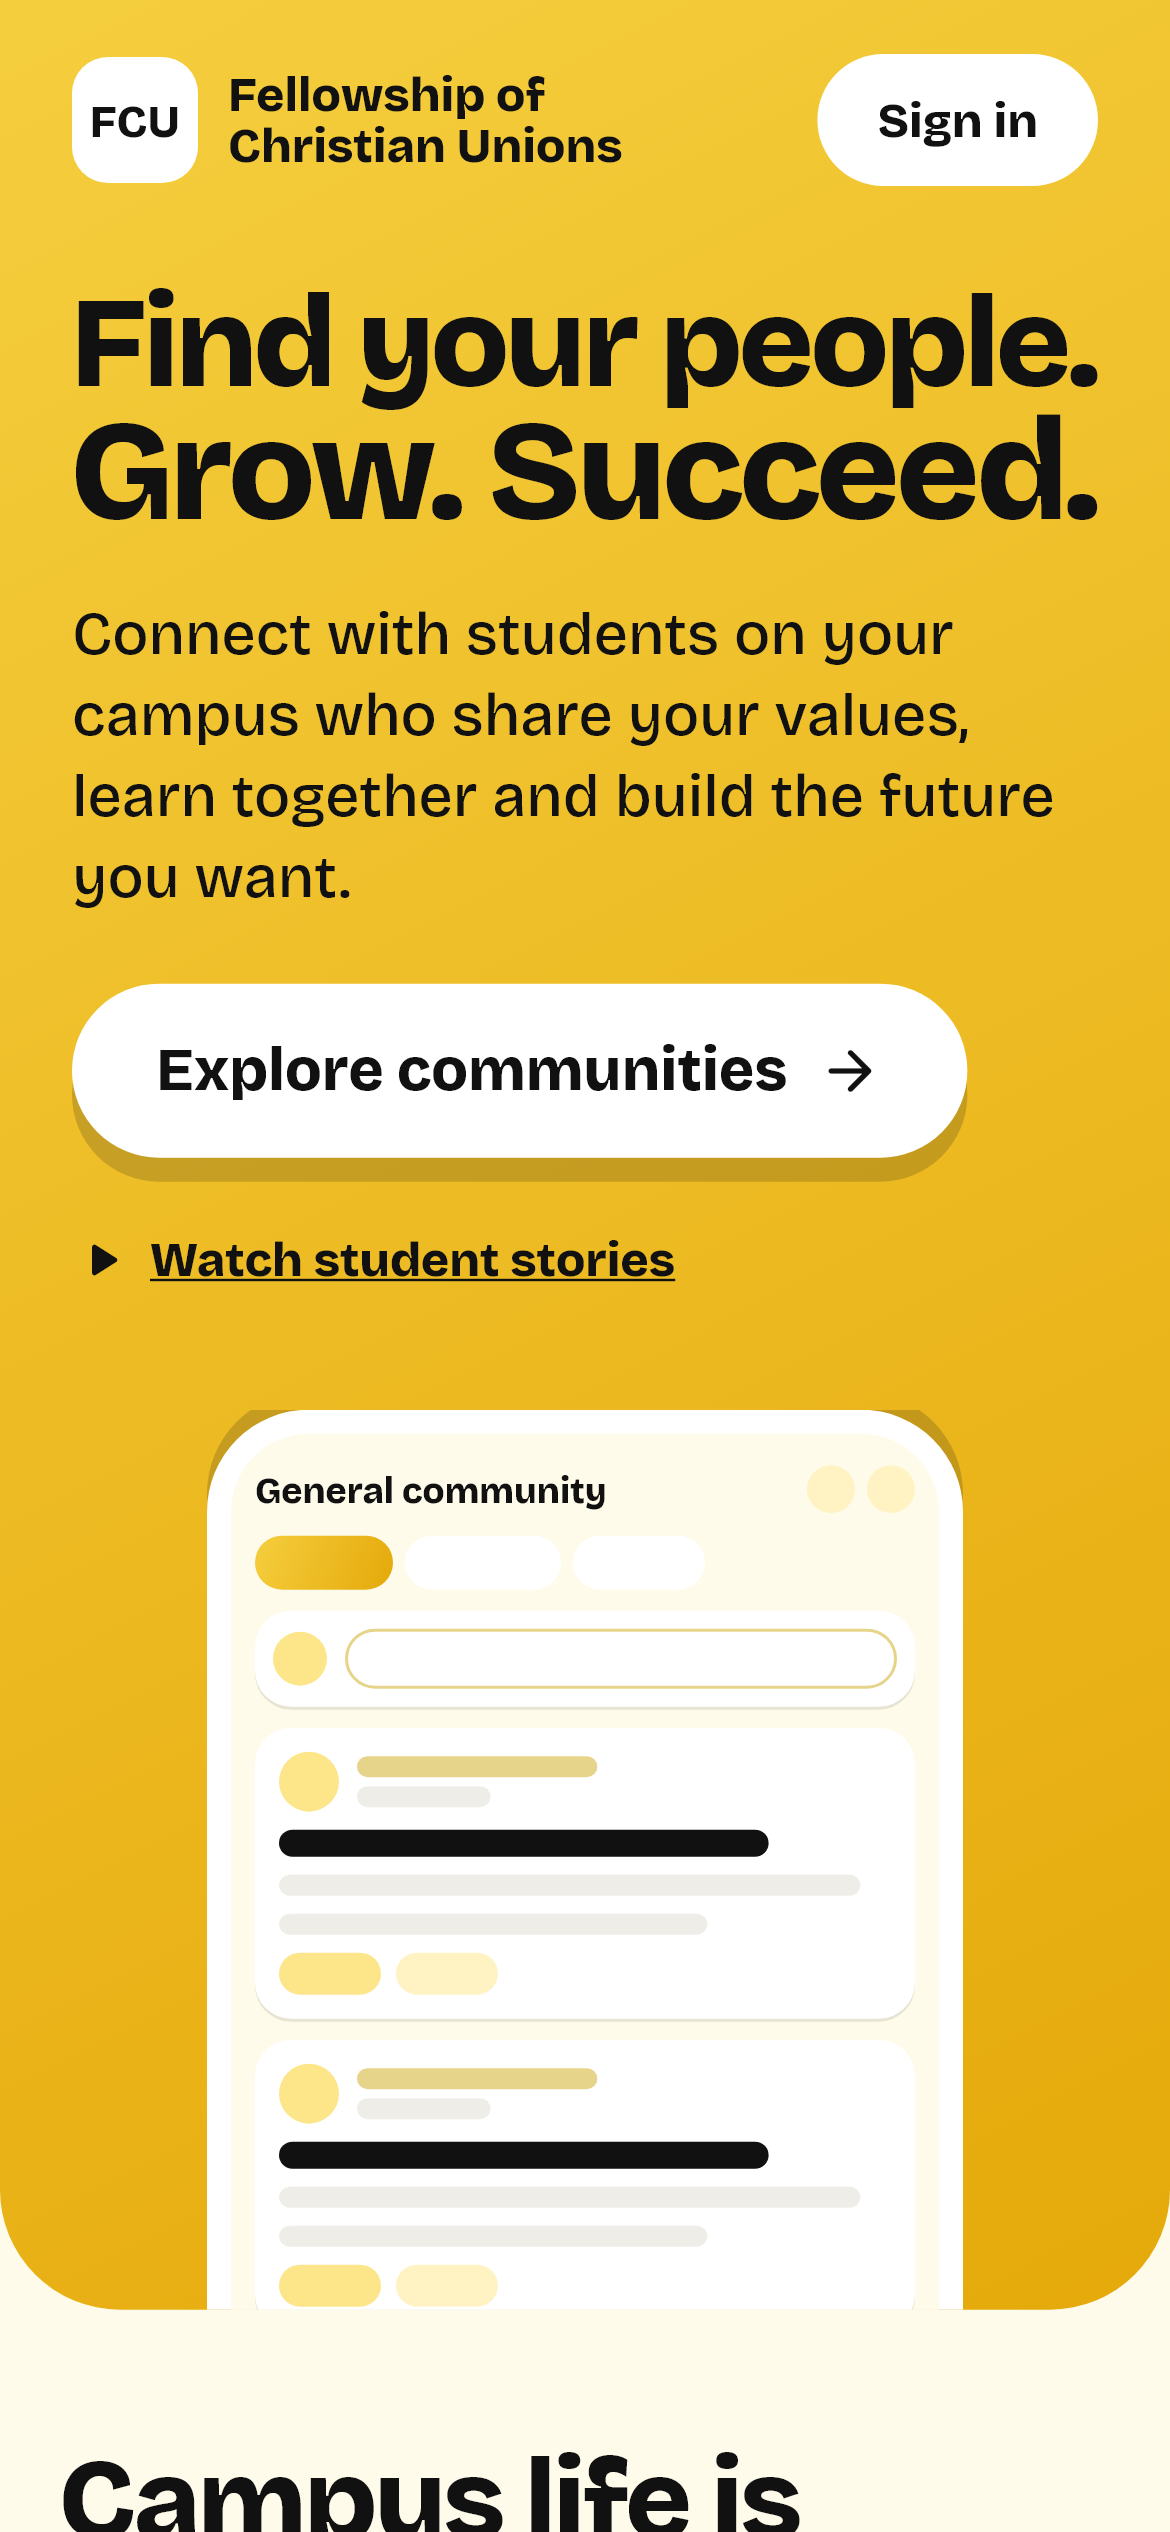 FCU
Fellowship of
Christian Unions
Sign in
Find your people.
Grow. Succeed.
Connect with students on your
campus who share your values,
learn together and build the future
you want.
Explore communities
Watch student stories
General community
Campus life is